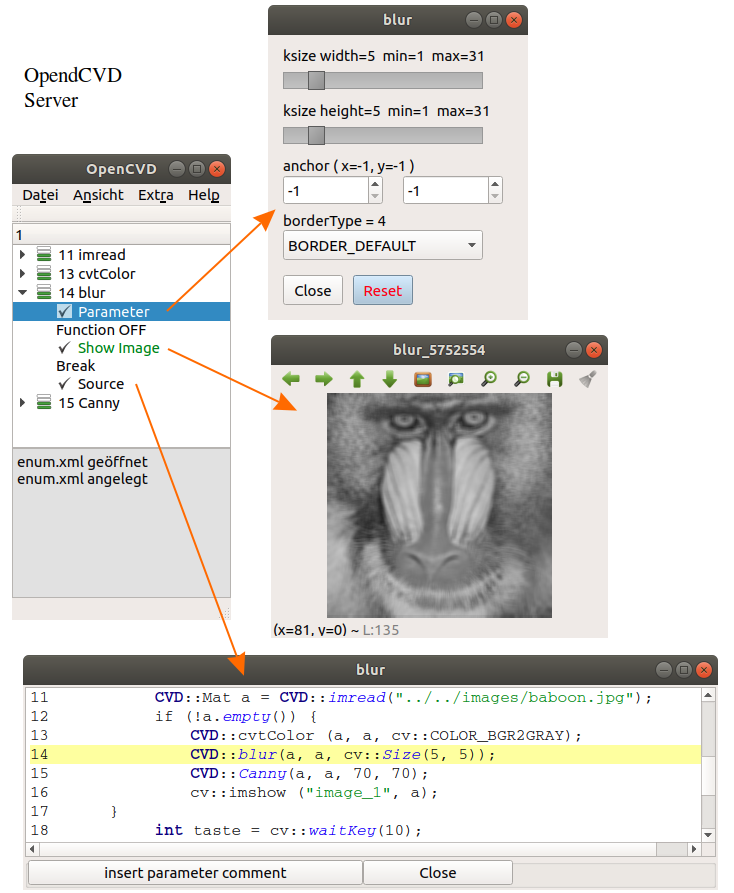 OpendCVD
Server
blur
ksize width=5  min=1  max=31
ksize height=5  min=1  max=31
anchor ( x=-1, y=-1 )
-1
-1
borderType = 4
BORDER_DEFAULT
Close
Reset
OpenCVD
Datei Ansicht Extra Help
1
11 imread
13 cvtColor
14 blur
Parameter
Function OFF
Show Image
Break
Source
15 Canny
enum.xml geöffnet
enum.xml angelegt
blur_5752554
(x=81, y=0) ~ L:135
blur
11 CVD::Mat a = CVD::imread("../../images/baboon.jpg");
12 if (!a.empty()) {
13 CVD::cvtColor (a, a, cv::COLOR_BGR2GRAY);
14 CVD::blur(a, a, cv::Size(5, 5));
15 CVD::Canny(a, a, 70, 70);
16 cv::imshow ("image_1", a);
17 }
18 int taste = cv::waitKey(10);
insert parameter comment
Close